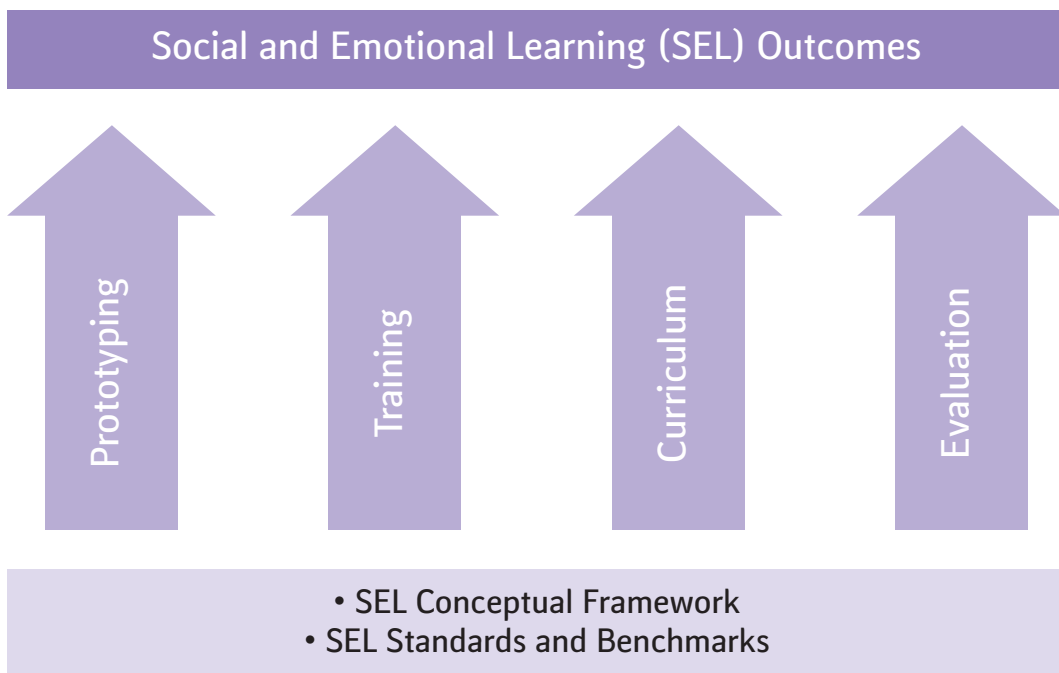 Social and Emotional Learning (SEL) Outcomes
Prototyping
Training
Curriculum
Evaluation
• SEL Conceptual Framework
• SEL Standards and Benchmarks